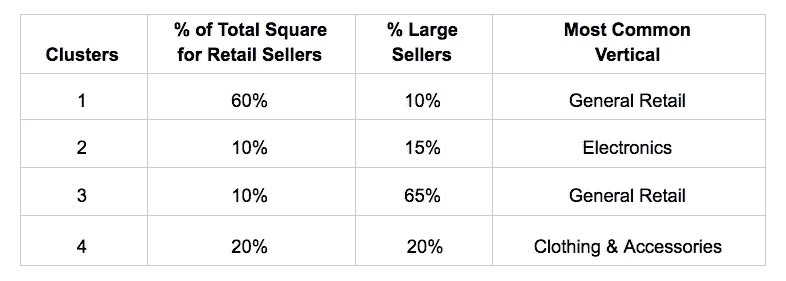 Clusters % of Total Square for Retail Sellers % Large Sellers Most Common Vertical
1 60% 10% General Retail
2 10% 15% Electronics
3 10% 65% General Retail
4 20% 20% Clothing & Accessories